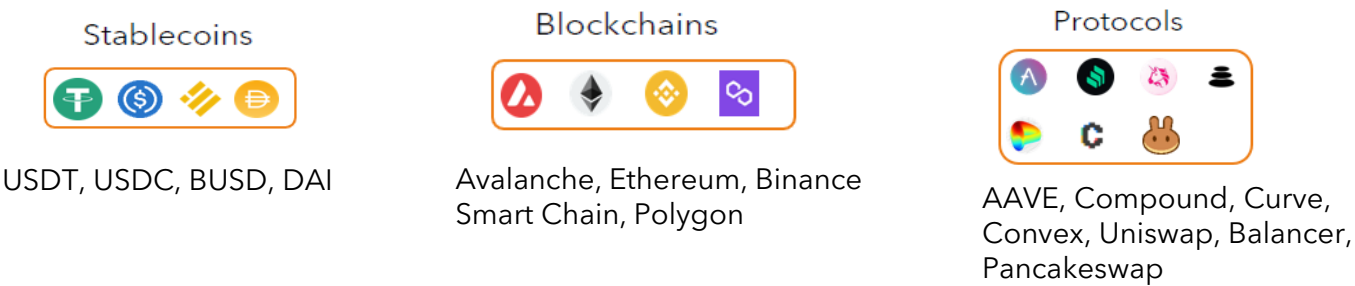 Stablecoins
USDT, USDC, BUSD, DAI
Blockchains
Avalanche, Ethereum, Binance
Smart Chain, Polygon
Protocols
AAVE, Compound, Curve,
Convex, Uniswap, Balancer,
Pancakeswap